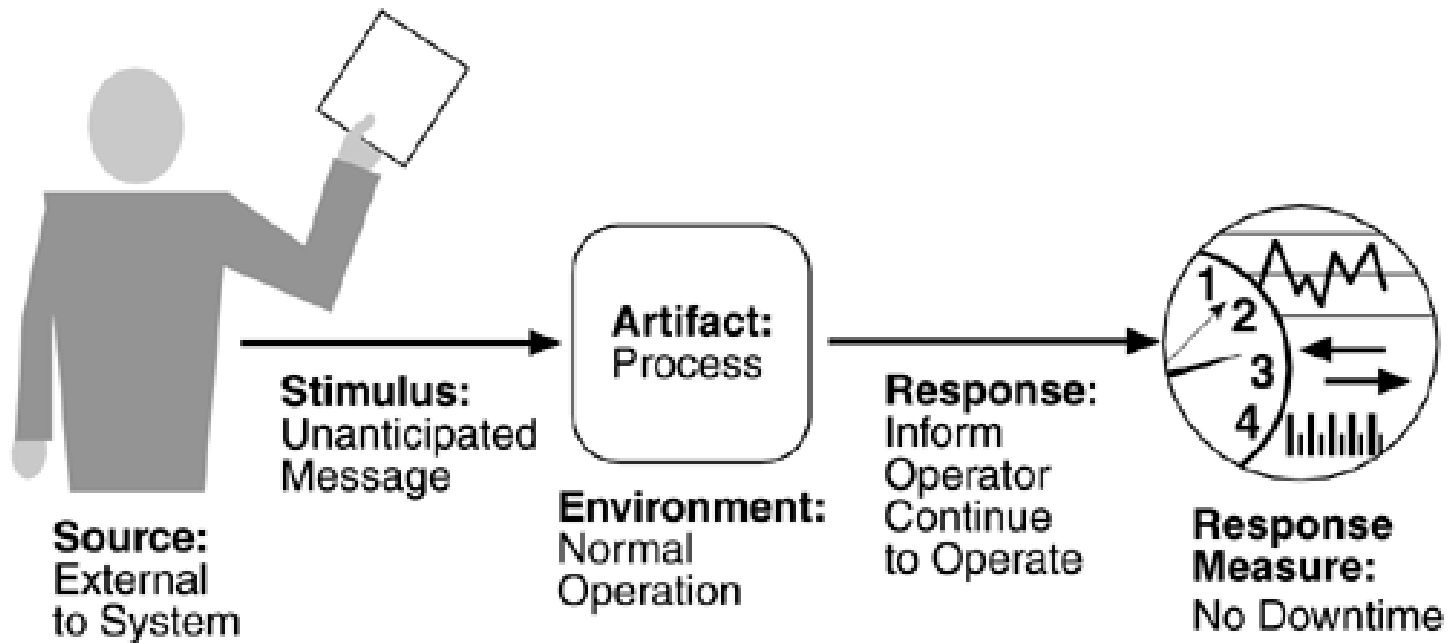 Source:
External
to System
Stimulus:
Unanticipated
Message
Artifact:
Process
Environment:
Normal
Operation
Response:
Inform
Operator
Continue
to Operate
1
2
3
4
Response
Measure:
No Downtime